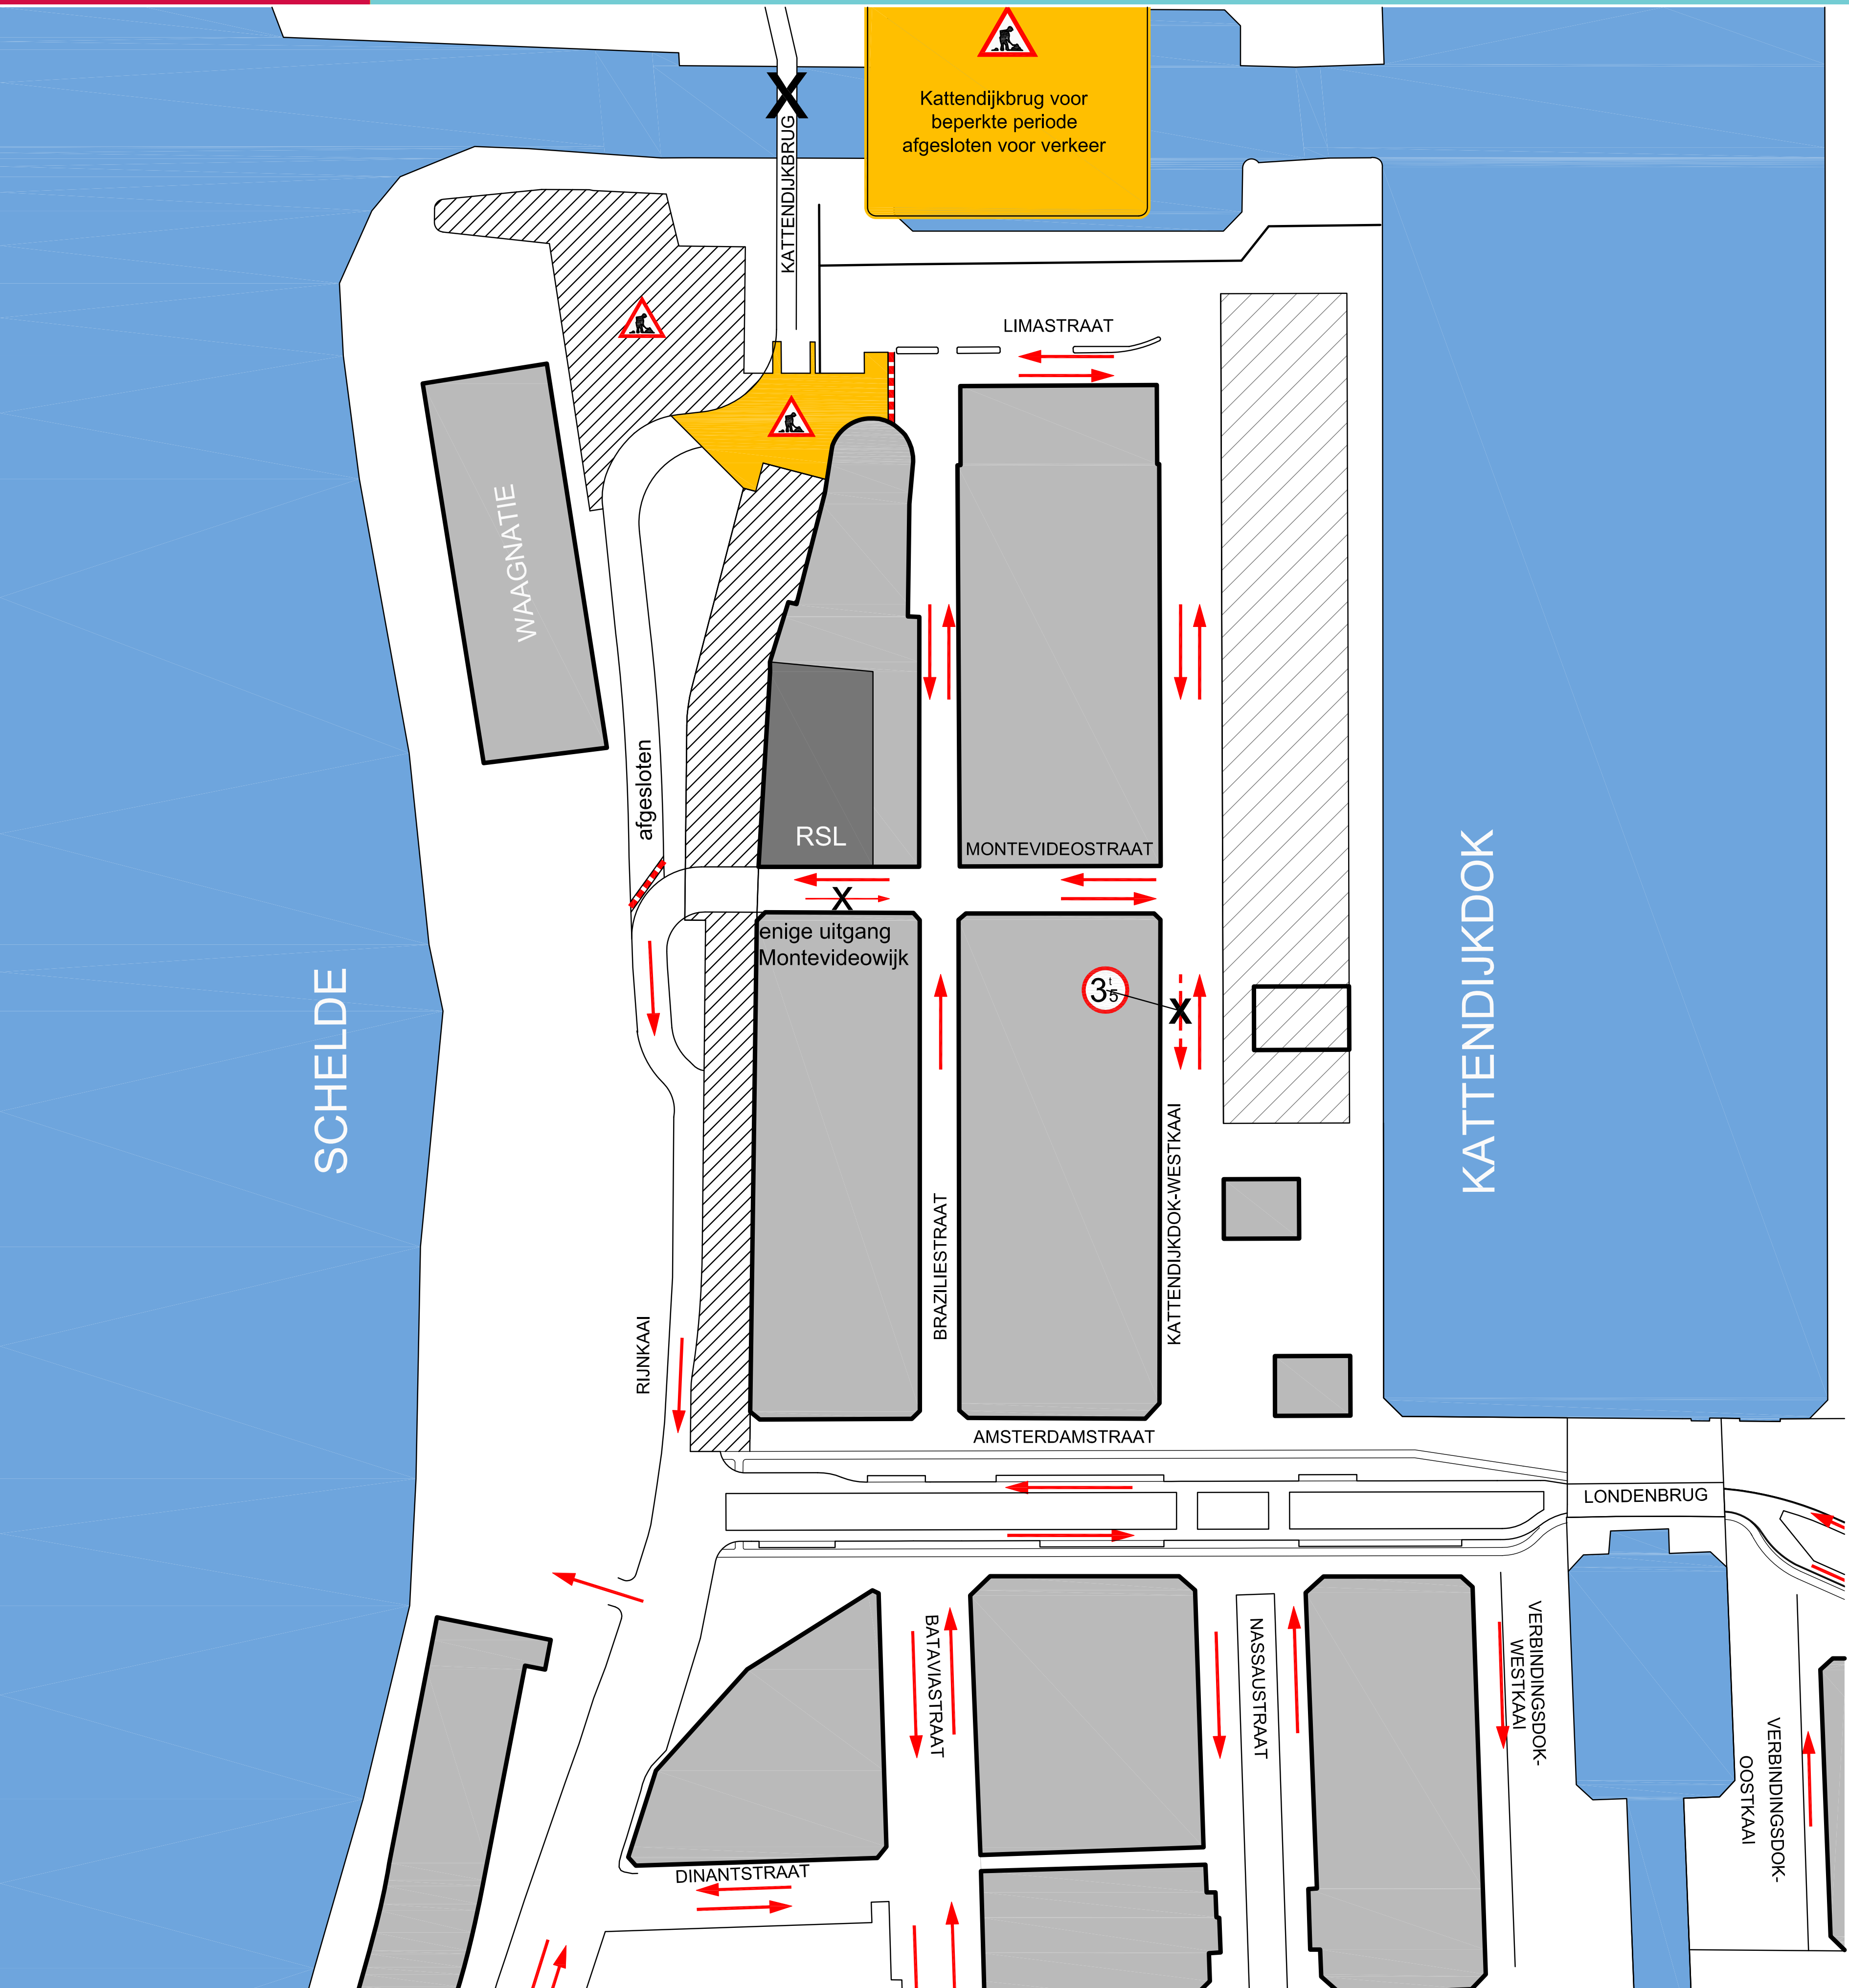 Kattendijkbrug voor
beperkte periode
afgesloten voor verkeer
X
KATTENDIJKBRUG
LIMASTRAAT
WAAGNATIE
afgesloten
RSL
MONTEVIDEOSTRAAT
X
enige uitgang
Montevideowijk
3t5
X
SCHELDE
KATTENDIJKDOK
KATTENDIJKDOK-WESTKAAI
BRAZILIESTRAAT
RIJNKAAI
AMSTERDAMSTRAAT
LONDENBRUG
BATAVIASTRAAT
NASSAUSTRAAT
VERBINDINGSDOK-
WESTKAAI
VERBINDINGSDOK-
OOSTKAAI
DINANTSTRAAT